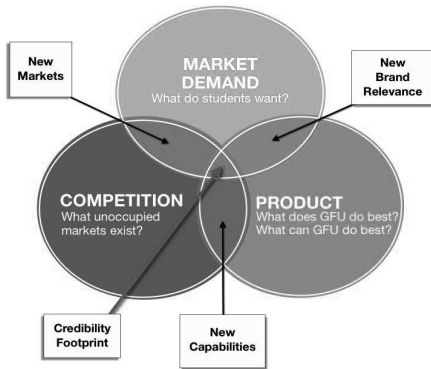 New
Markets
MARKET
DEMAND
What do students want?
New
Brand
Relevance
COMPETITION
What unoccupied
markets exist?
PRODUCT
What does GFU do best?
What can GFU do best?
Credibility
Footprint
New
Capabilities